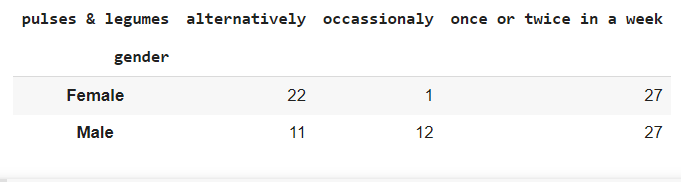 pulses & legumes alternatively occassionaly once or twice in a week
gender
Female 22 1 27
Male 11 12 27